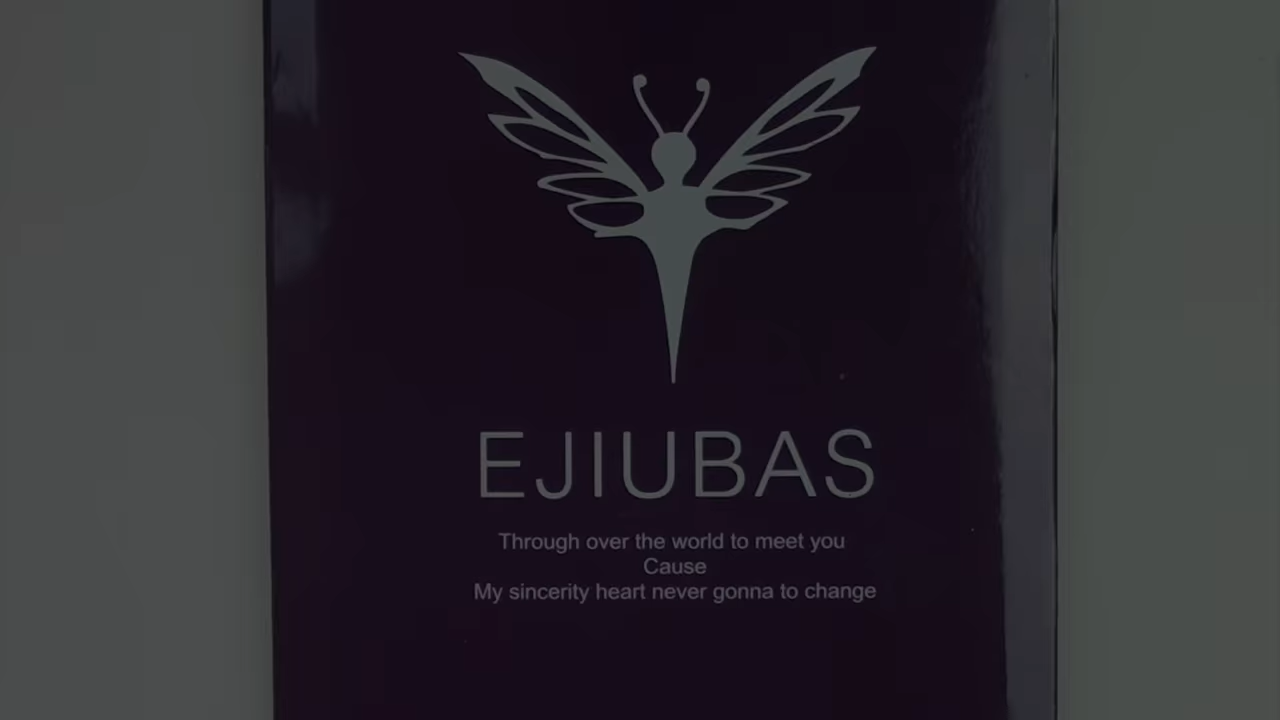 EJIUBAS
Through over the world to meet you
Cause
My sincerity heart never gonna to change